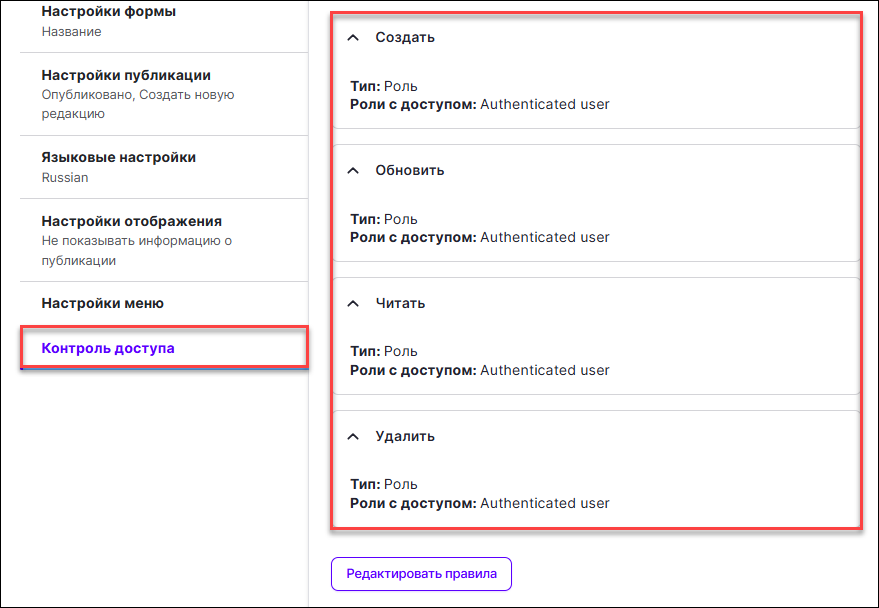 Настройки формы
Название
Настройки публикации
Опубликовано, Создать новую
редакцию
Языковые настройки
Russian
Настройки отображения
Не показывать информацию о
публикации
Настройки меню
Контроль доступа
Создать
Тип: Роль
Роли с доступом: Authenticated user
Обновить
Тип: Роль
Роли с доступом: Authenticated user
Читать
Тип: Роль
Роли с доступом: Authenticated user
Удалить
Тип: Роль
Роли с доступом: Authenticated user
Редактировать правила